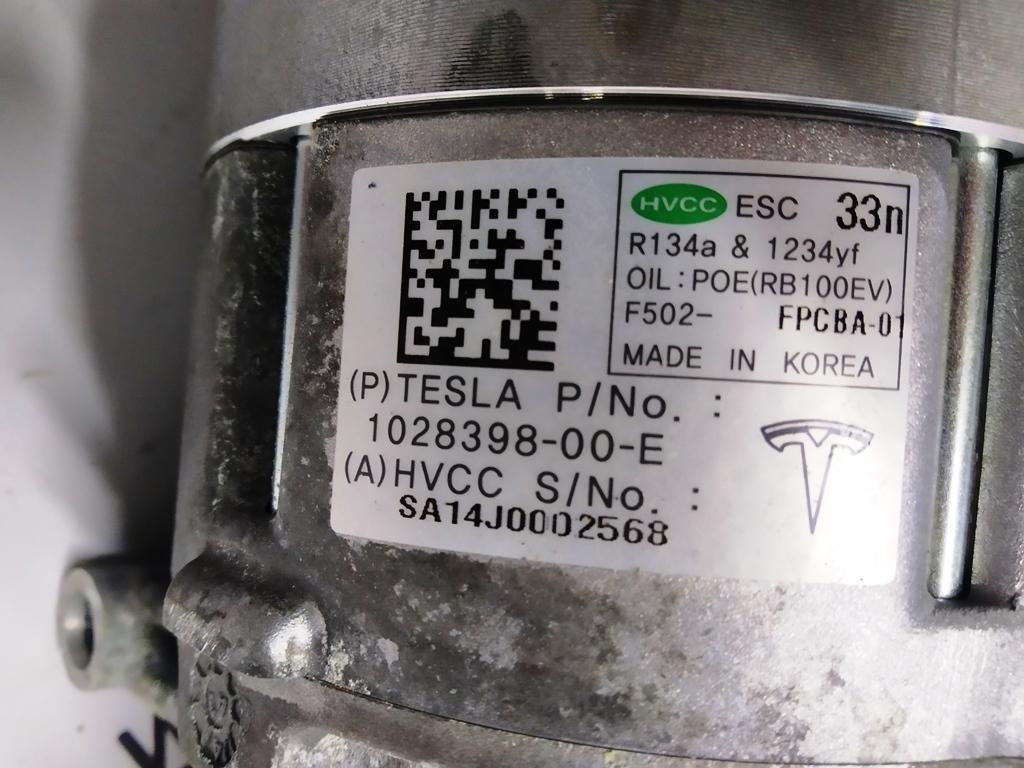 HVCC ESC 33n
R134a & 1234yf
OIL : POE(RB100EV)
F502- FPCBA-01
MADE IN KOREA
(P) TESLA P/No. :
1028398-00-E
(A) HVCC S/No. :
SA14J0002568